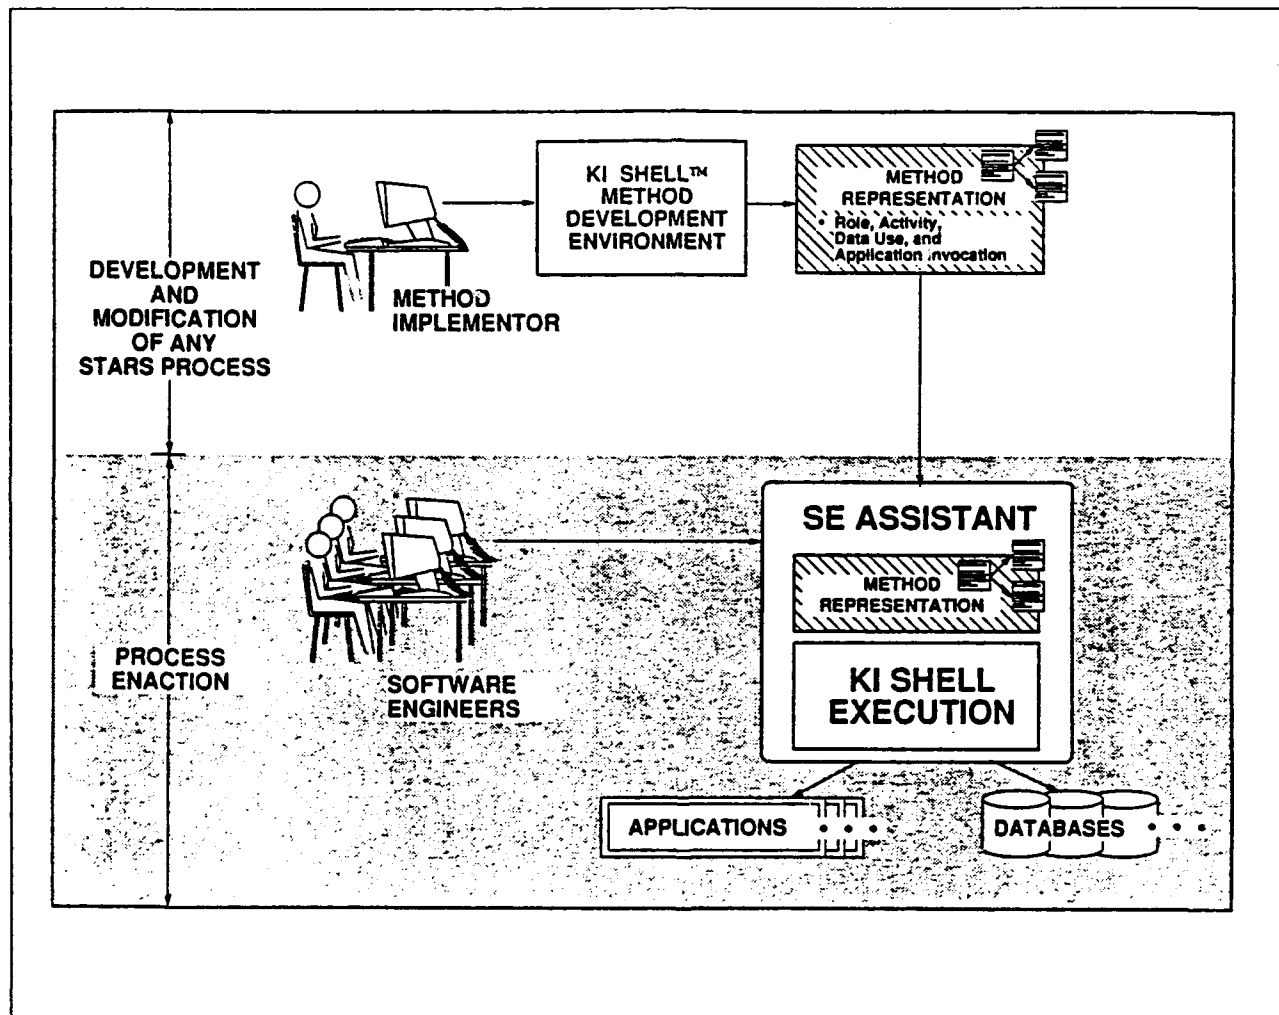 DEVELOPMENT
AND
MODIFICATION
OF ANY
STARS PROCESS
METHOD
IMPLEMENTOR
KI SHELL™
METHOD
DEVELOPMENT
ENVIRONMENT
METHOD
REPRESENTATION
• Role, Activity,
Data Use, and
Application Invocation
PROCESS
ENACTION
SOFTWARE
ENGINEERS
SE ASSISTANT
METHOD
REPRESENTATION
KI SHELL
EXECUTION
APPLICATIONS • • •
DATABASES • • •